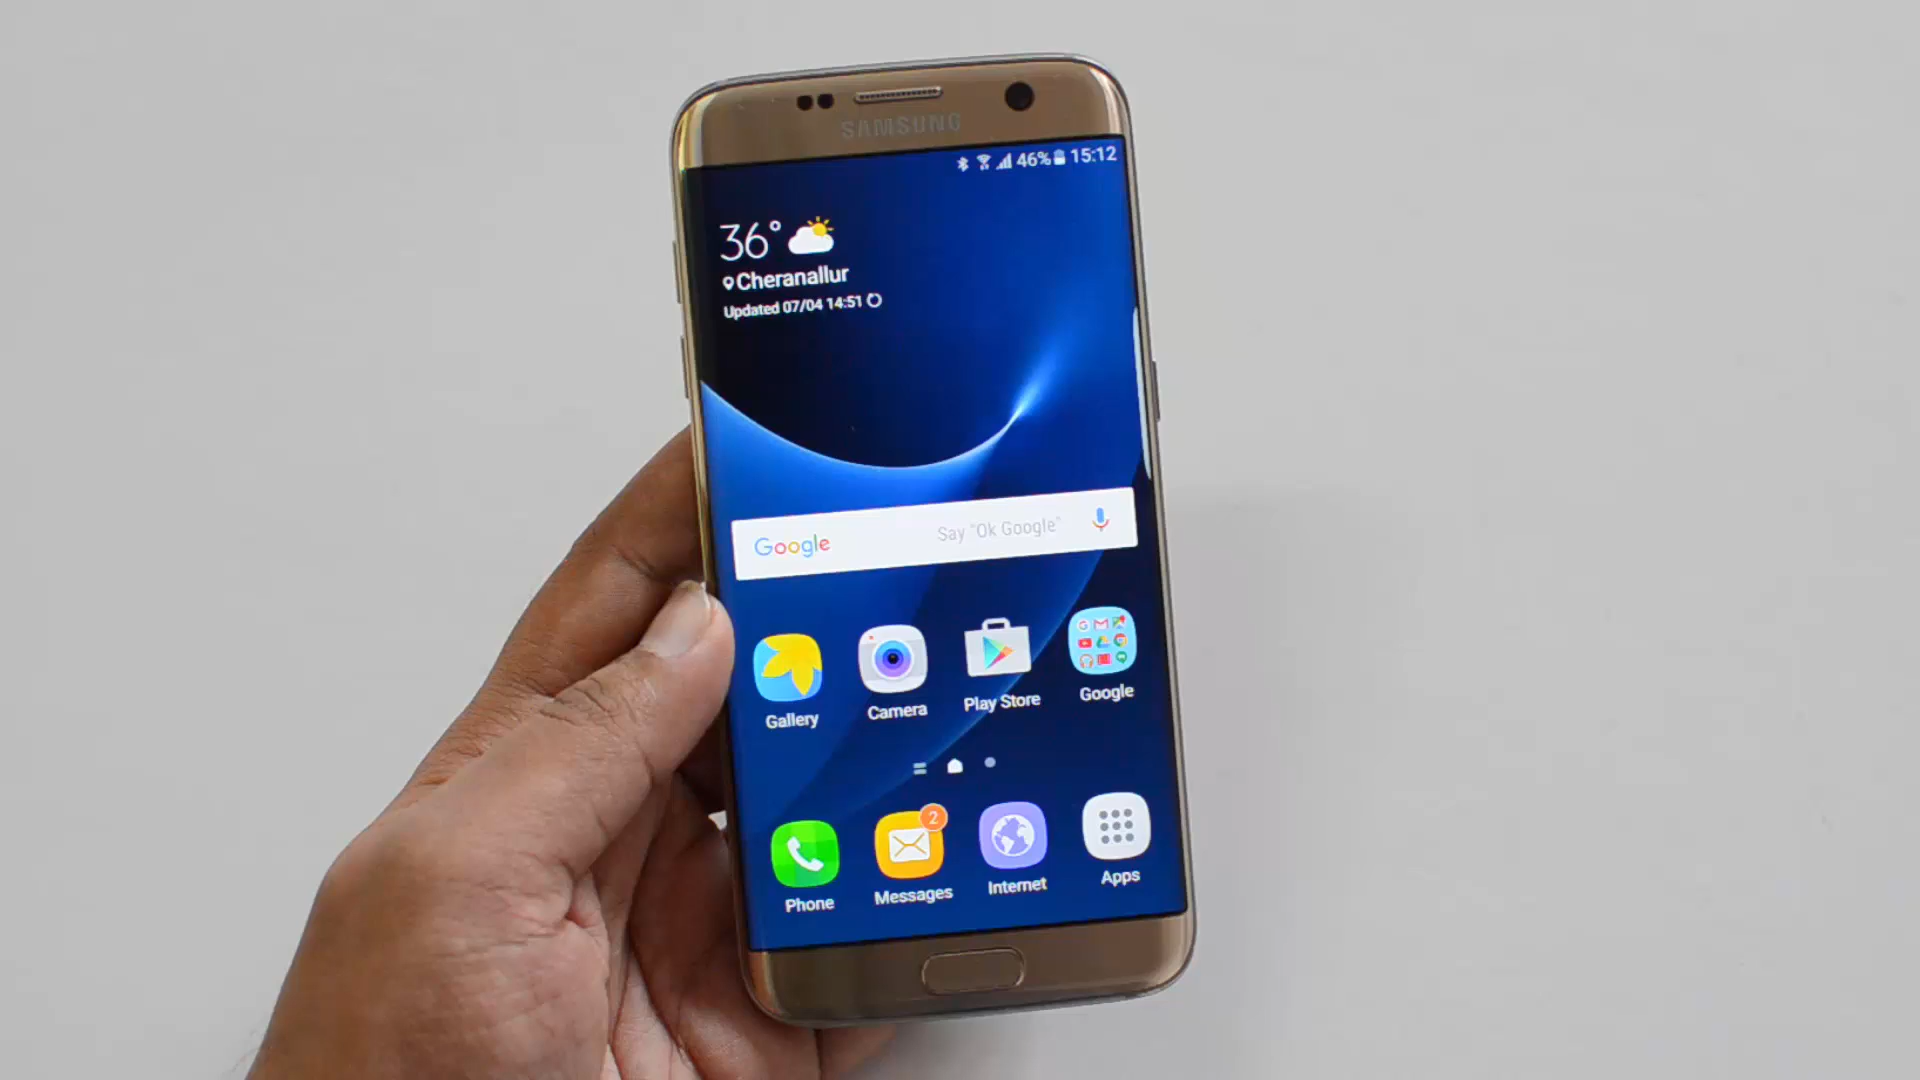 SAMSUNG
46% 15:12
36°
Cheranallur
Updated 07/04 14:51
Google Say "Ok Google"
Gallery Camera Play Store Google
2
Phone Messages Internet Apps